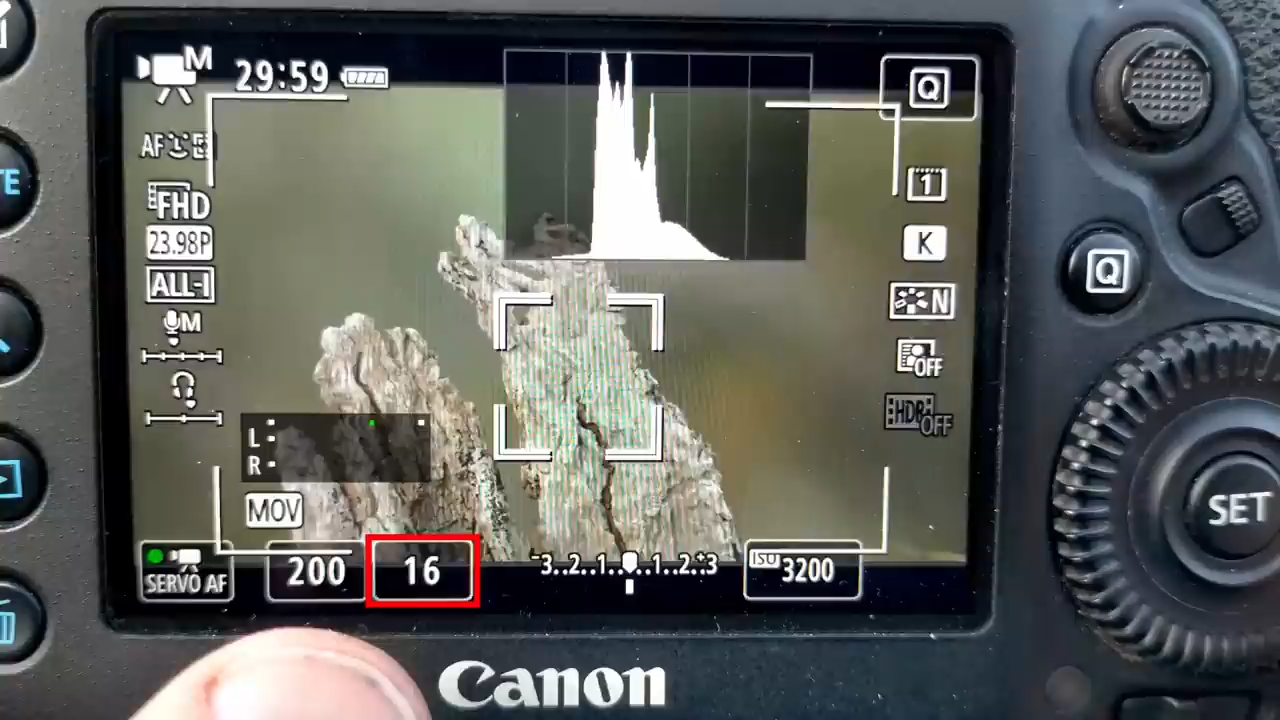 M
29:59
Q
AF
FHD
1
23.98P
K
ALL-I
N
M
OFF
HDR OFF
L
R
MOV
SERVO AF
200
16
-3..2..1..1..2..+3
ISO 3200
Q
SET
TE
Canon